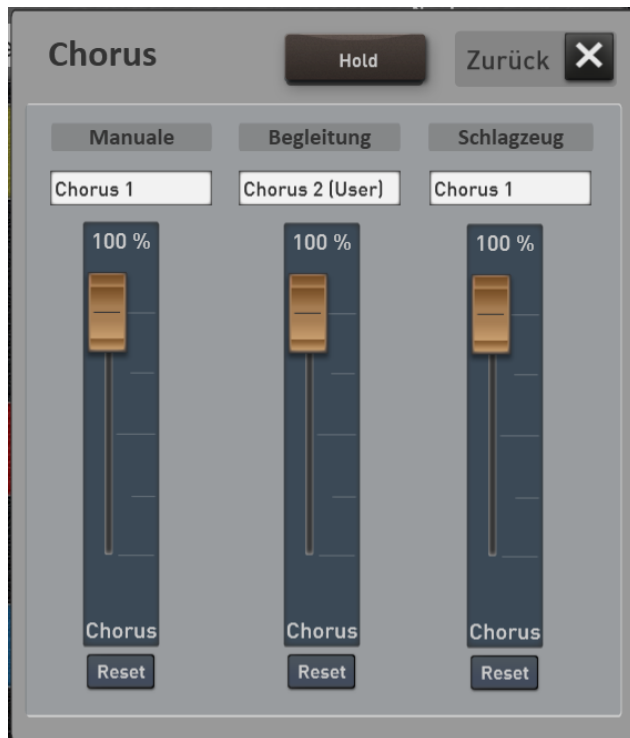 Chorus
Hold
Zurück
Manuale
Begleitung
Schlagzeug
Chorus 1
Chorus 2 (User)
Chorus 1
100 %
100 %
100 %
Chorus
Chorus
Chorus
Reset
Reset
Reset